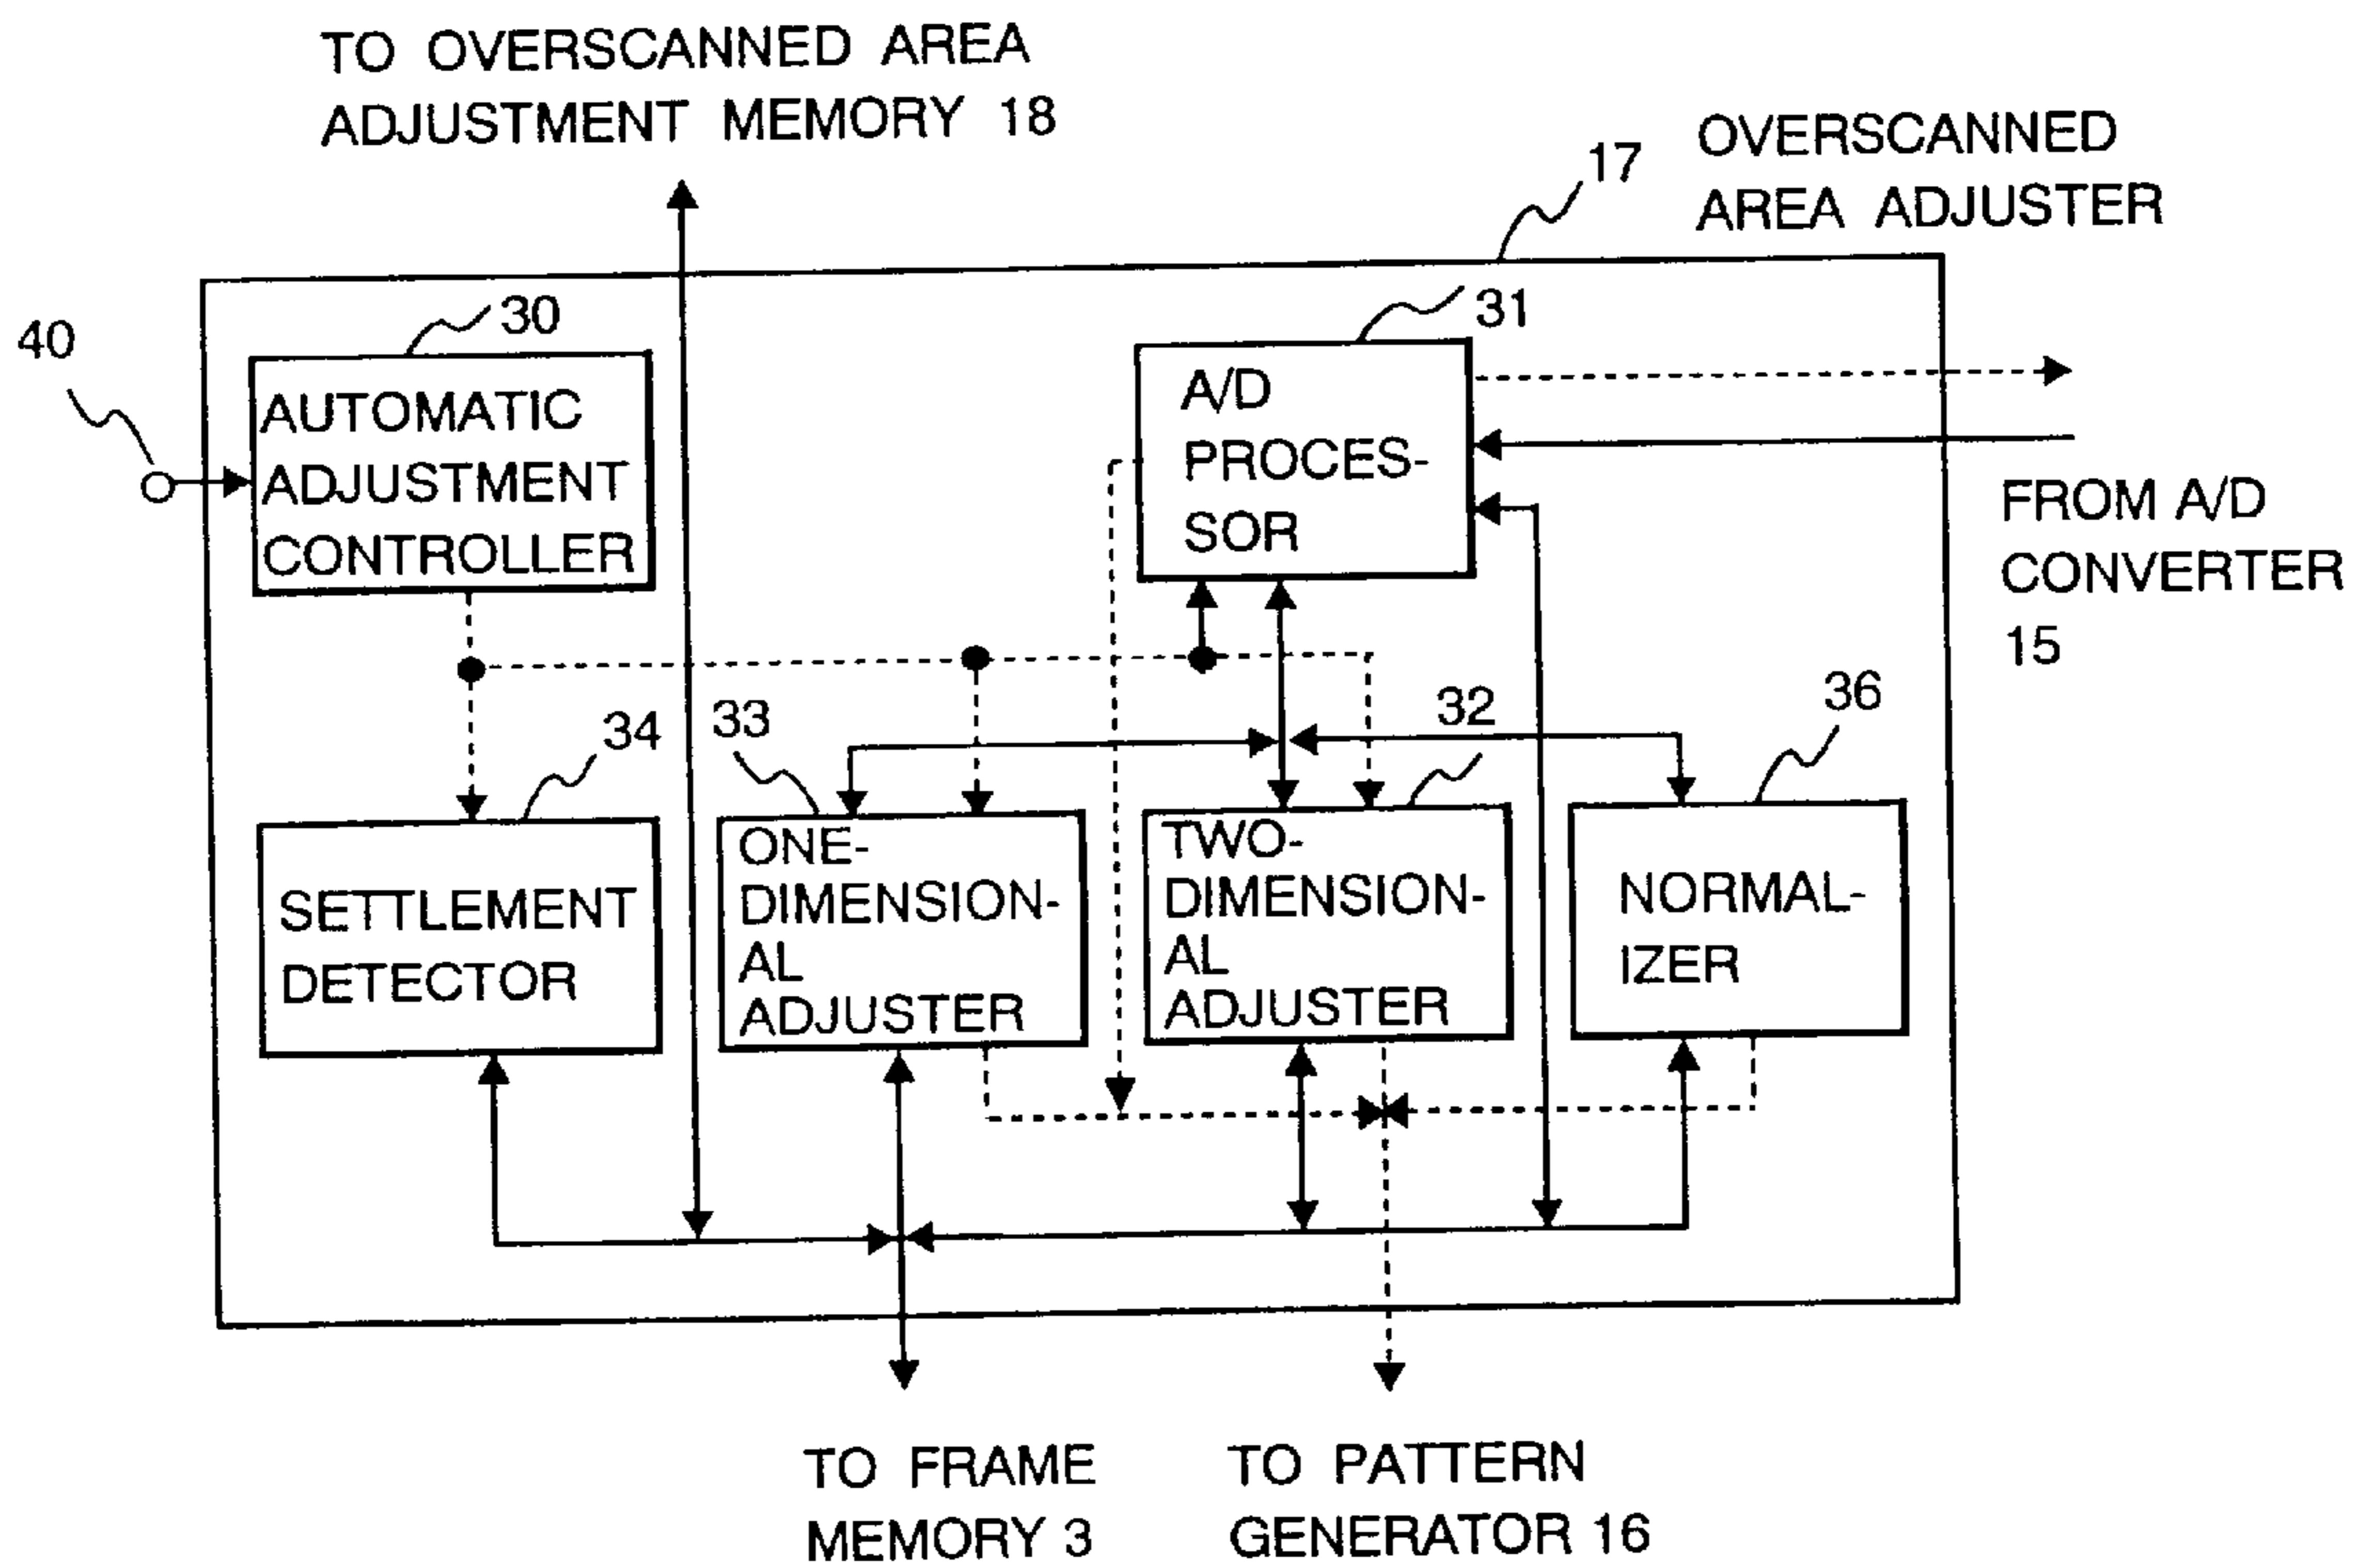 TO OVERSCANNED AREA
ADJUSTMENT MEMORY 18
OVERSCANNED
AREA ADJUSTER
17
30
31
40
AUTOMATIC
ADJUSTMENT
CONTROLLER
A/D
PROCES-
SOR
FROM A/D
CONVERTER
15
34
33
32
36
SETTLEMENT
DETECTOR
ONE-
DIMENSION-
AL
ADJUSTER
TWO-
DIMENSION-
AL
ADJUSTER
NORMAL-
IZER
TO FRAME
MEMORY 3
TO PATTERN
GENERATOR 16